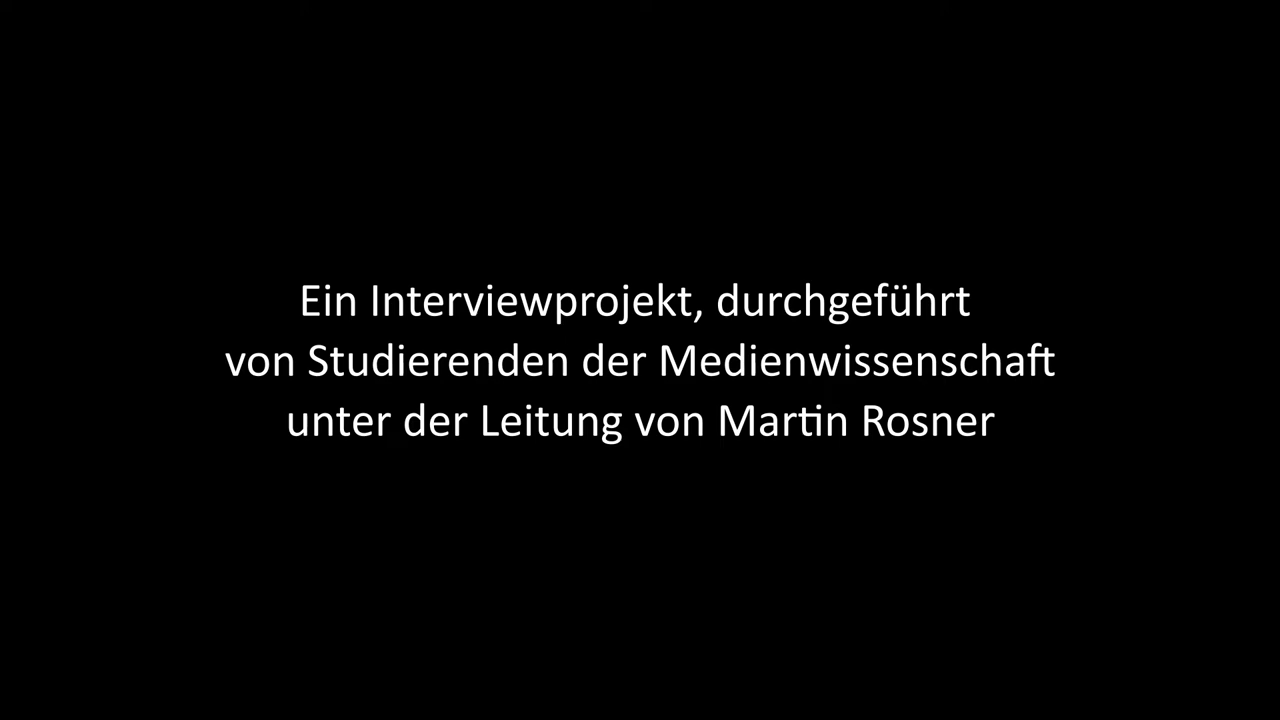 Ein Interviewprojekt, durchgeführt
von Studierenden der Medienwissenschaft
unter der Leitung von Martin Rosner